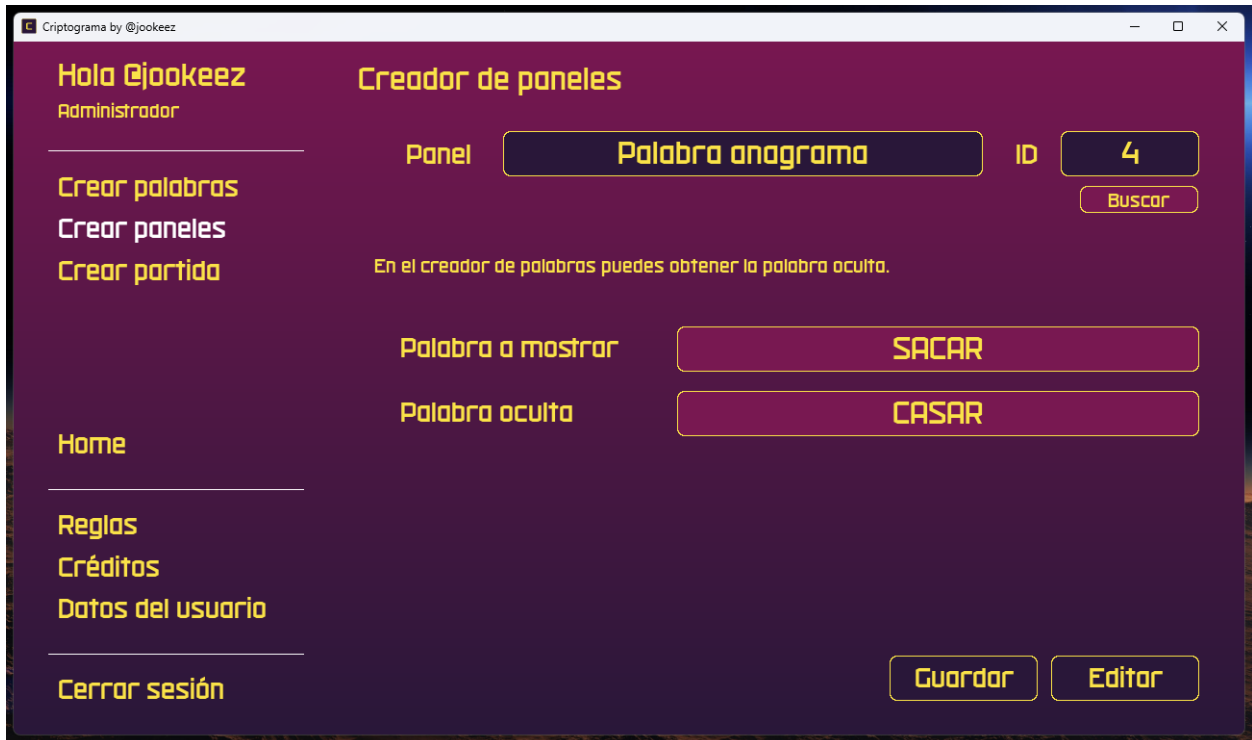 Criptograma by @jookeez
Hola @jookeez
Administrador
Crear palabras
Crear paneles
Crear partida
Home
Reglas
Créditos
Datos del usuario
Cerrar sesión
Creador de paneles
Panel Palabra anagrama ID 4
Buscar
En el creador de palabras puedes obtener la palabra oculta.
Palabra a mostrar SACAR
Palabra oculta CASAR
Guardar Editar